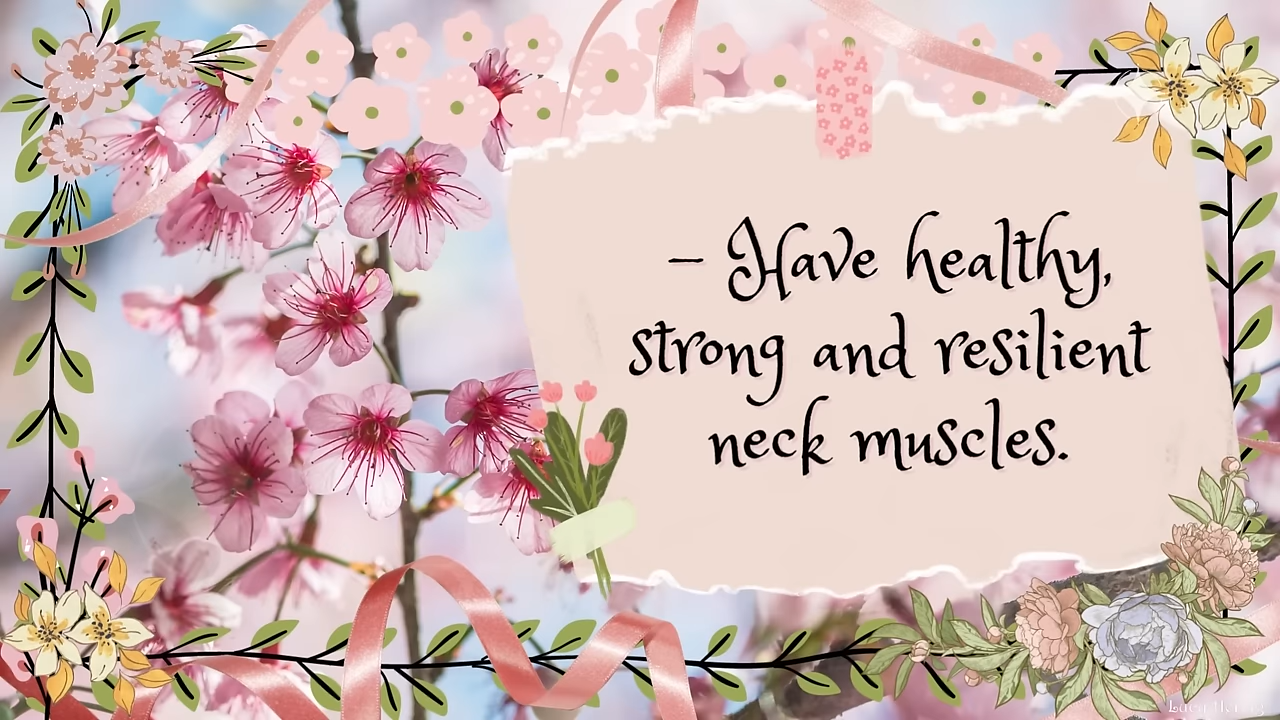 – Have healthy,
strong and resilient
neck muscles.